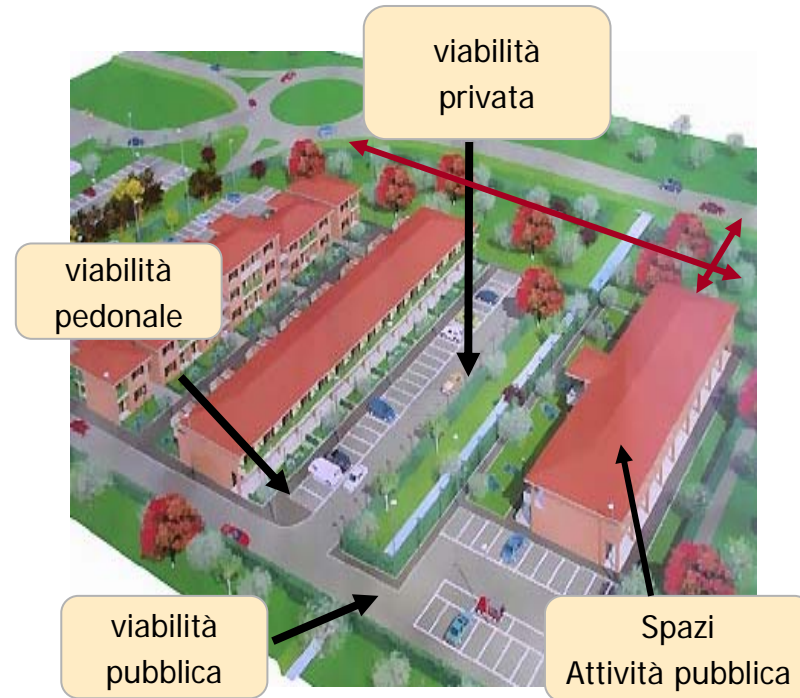 viabilità
privata
viabilità
pedonale
viabilità
pubblica
Spazi
Attività pubblica